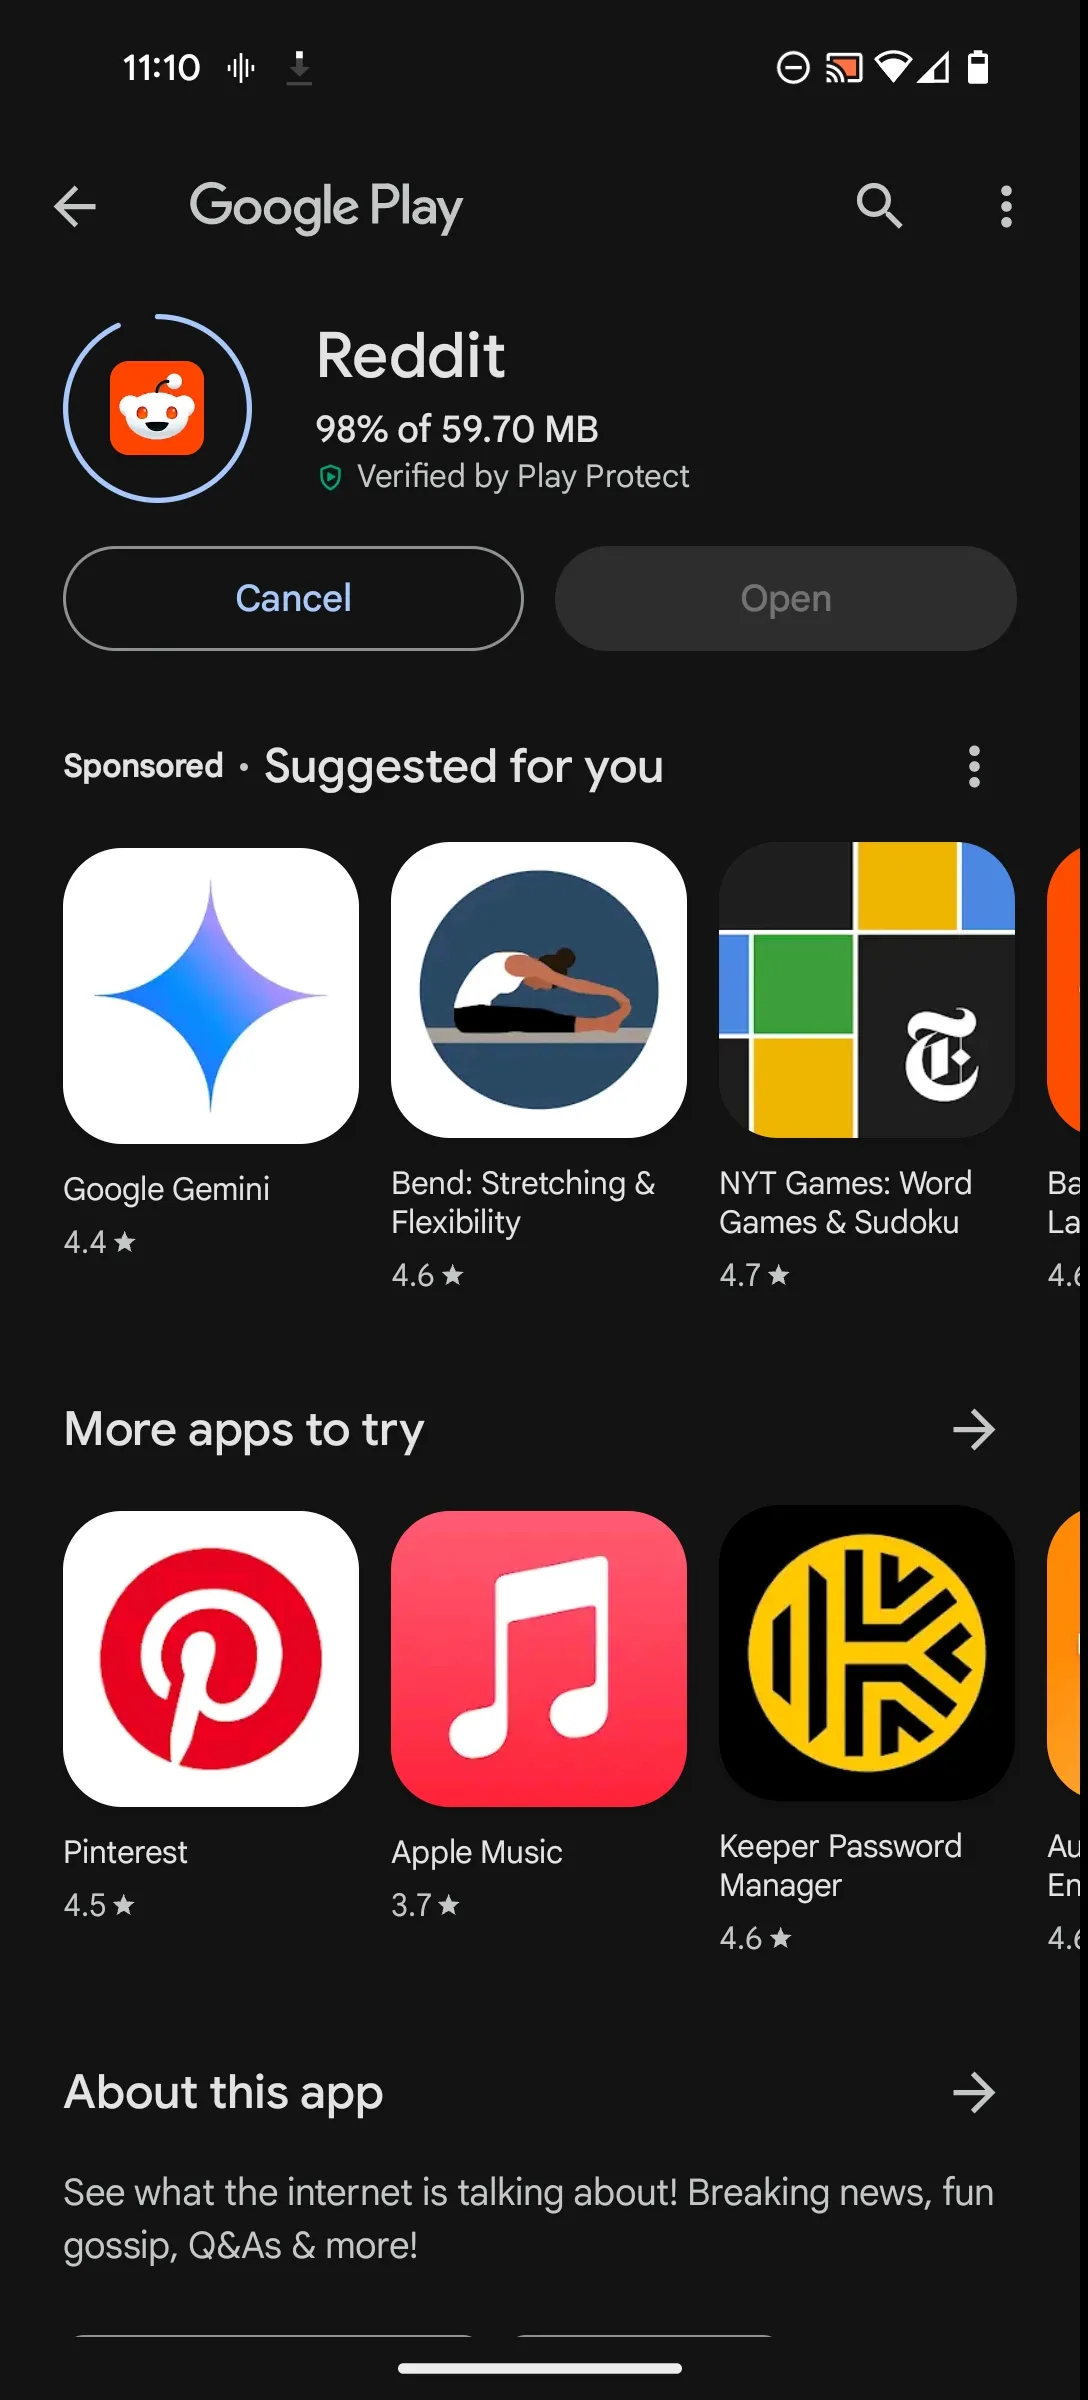 11:10
Google Play
Reddit
98% of 59.70 MB
Verified by Play Protect
Cancel
Open
Sponsored • Suggested for you
Google Gemini
4.4 ★
Bend: Stretching &
Flexibility
4.6 ★
NYT Games: Word
Games & Sudoku
4.7 ★
Ba
La
4.6
More apps to try
Pinterest
4.5 ★
Apple Music
3.7 ★
Keeper Password
Manager
4.6 ★
Au
En
4.6
About this app
See what the internet is talking about! Breaking news, fun
gossip, Q&As & more!